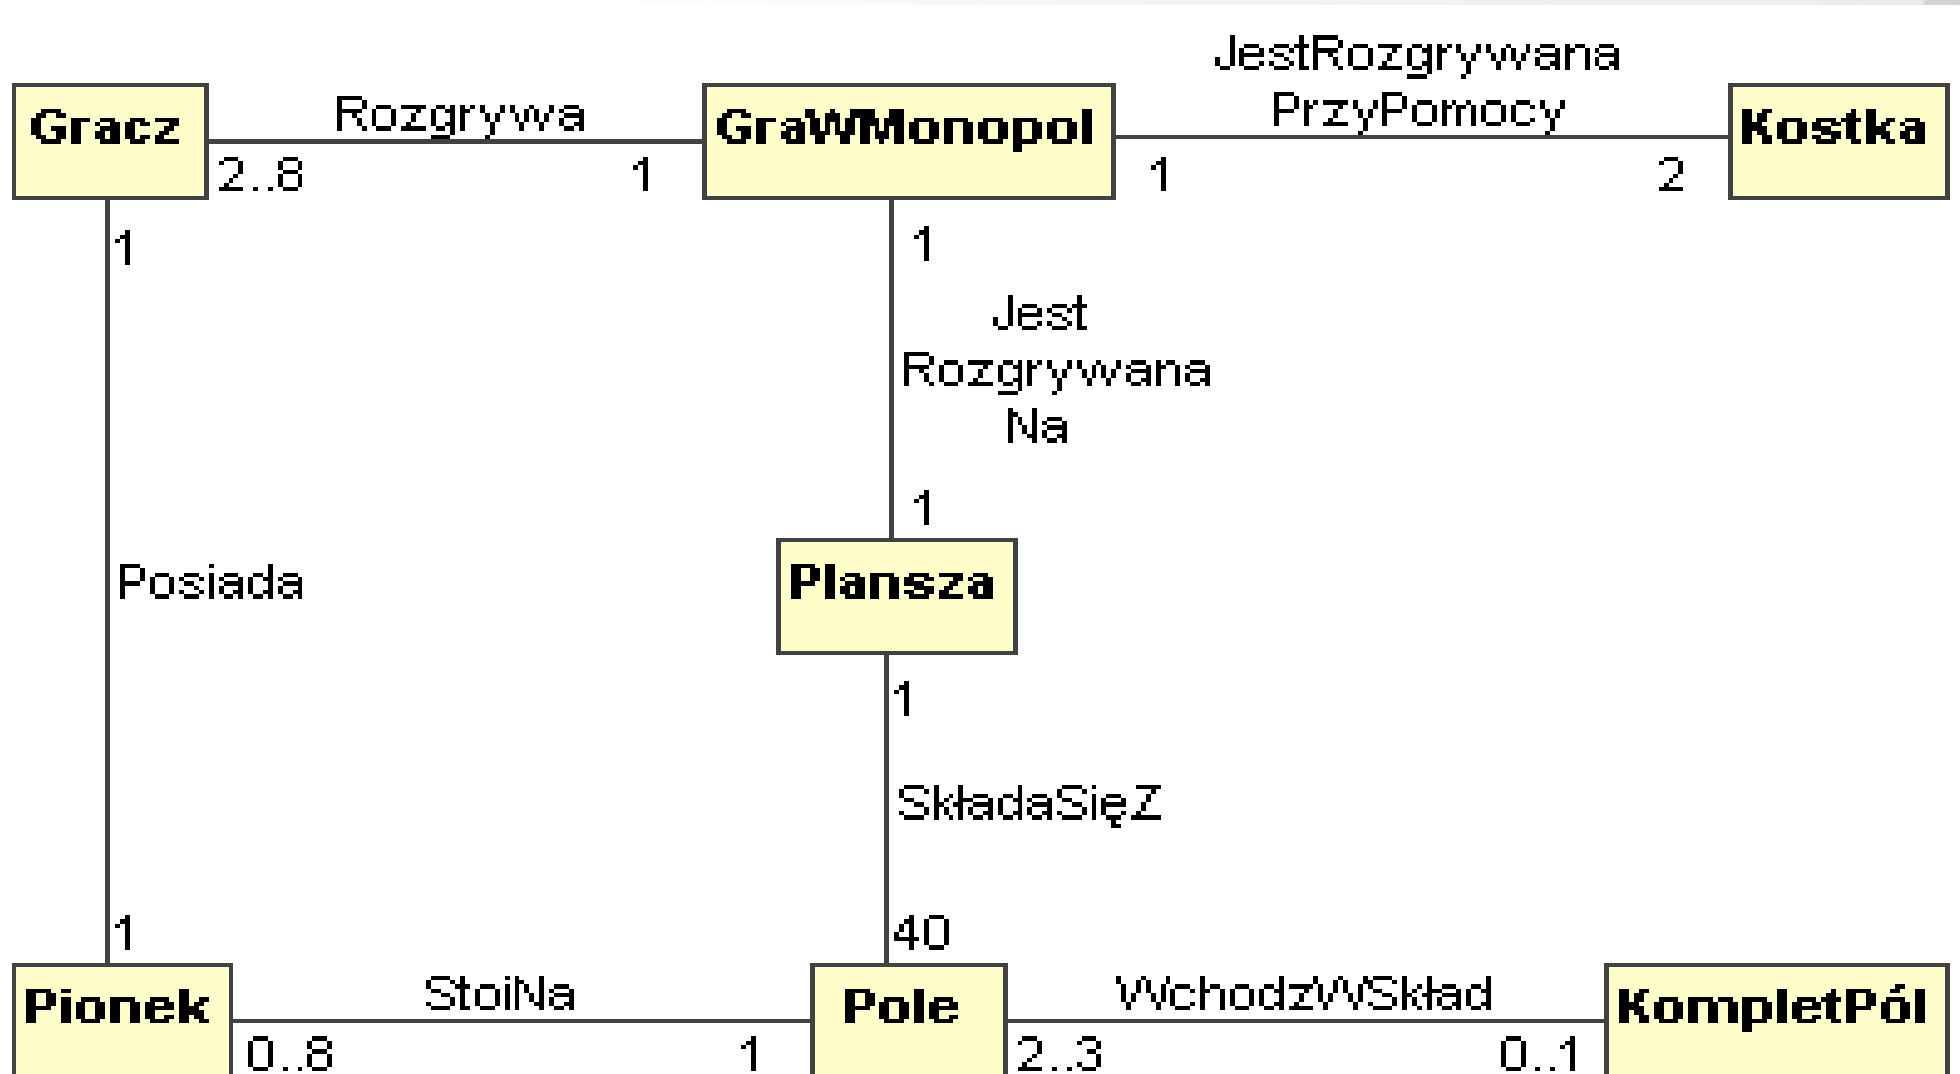 JestRozgrywana
Gracz
Rozgrywa
GraWMonopol
PrzyPomocy
Kostka
2..8
1
1
2
1
1
Jest
Rozgrywana
Na
1
Posiada
Plansza
1
SkładaSięZ
1
40
Pionek
StoiNa
Pole
WchodzWSkład
KompletPól
0..8
1
2..3
0..1